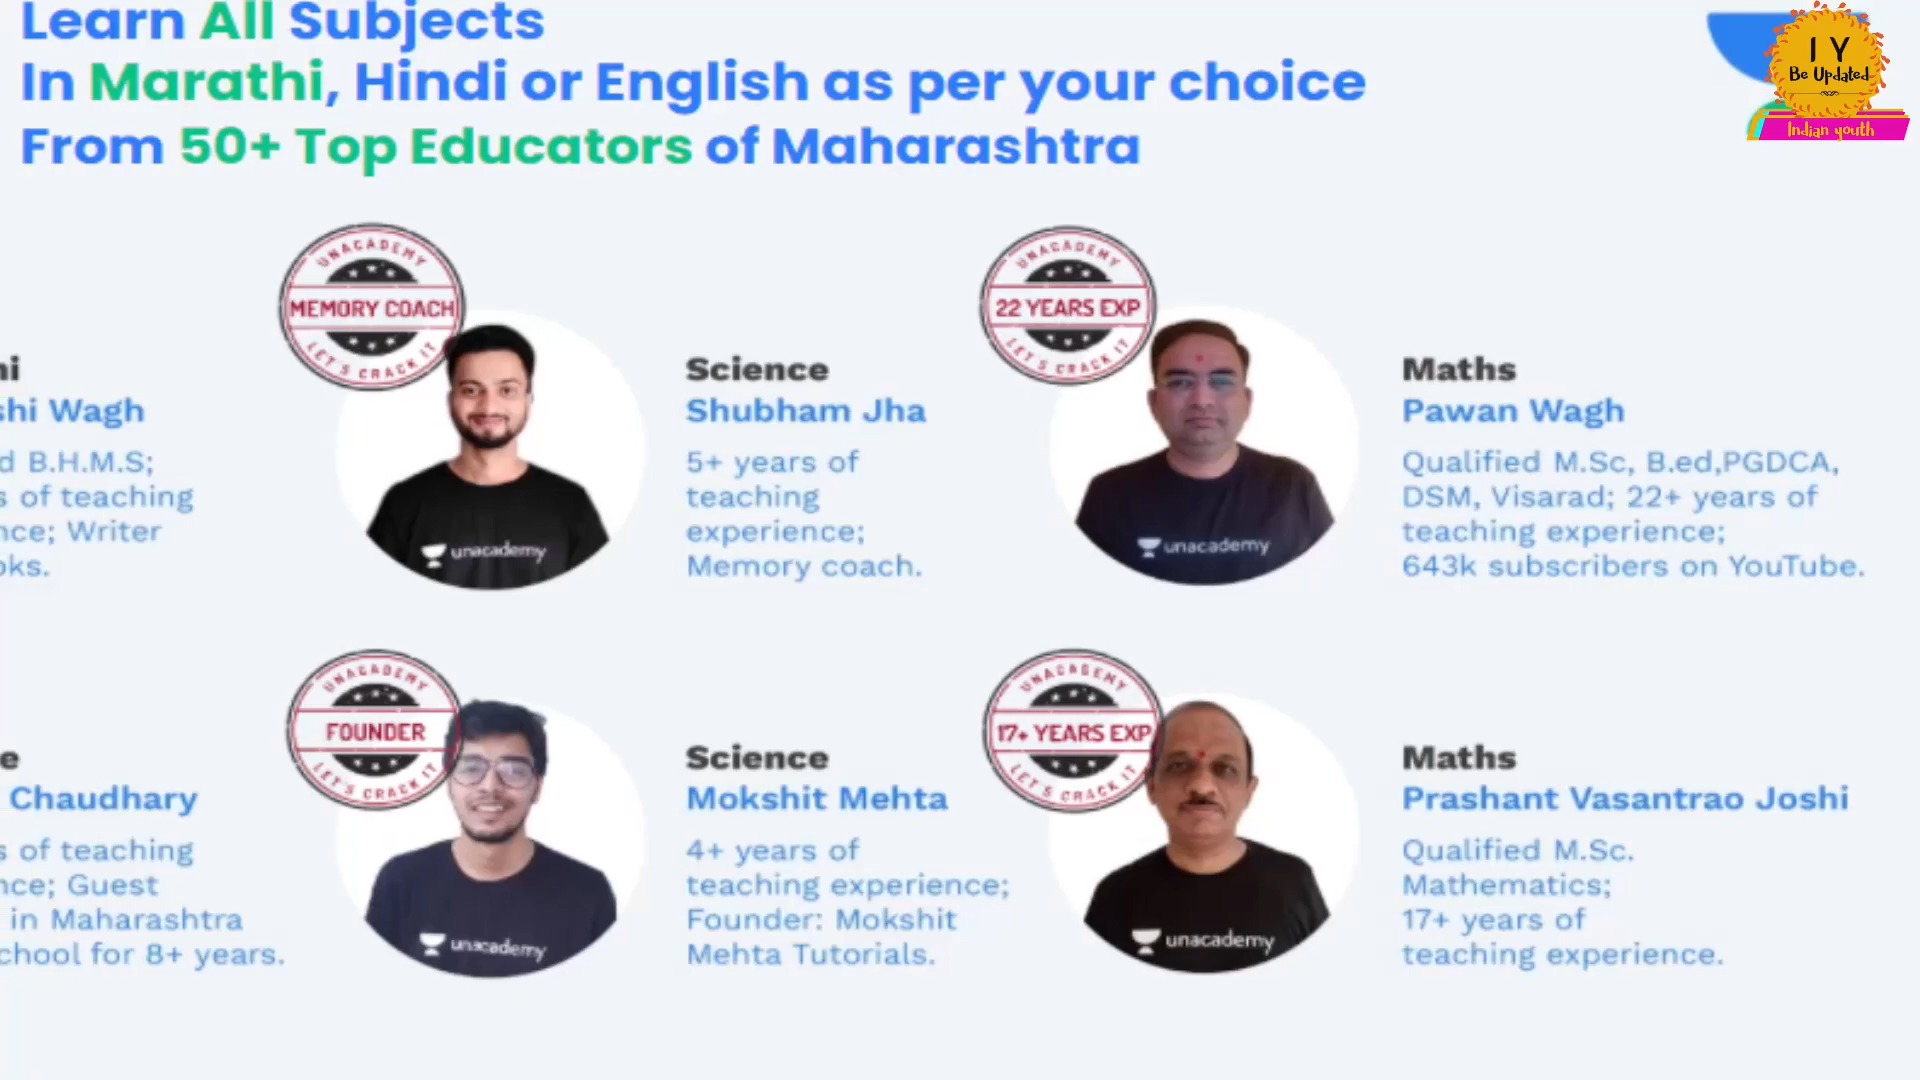 Learn All Subjects
In Marathi, Hindi or English as per your choice
From 50+ Top Educators of Maharashtra
I Y
Be Updated
Indian youth
hi
shi Wagh
d B.H.M.S;
s of teaching
nce; Writer
oks.
UNACADEMY
MEMORY COACH
LET'S CRACK IT
unacademy
Science
Shubham Jha
5+ years of
teaching
experience;
Memory coach.
UNACADEMY
22 YEARS EXP
LET'S CRACK IT
unacademy
Maths
Pawan Wagh
Qualified M.Sc, B.ed,PGDCA,
DSM, Visarad; 22+ years of
teaching experience;
643k subscribers on YouTube.
e
Chaudhary
s of teaching
nce; Guest
in Maharashtra
chool for 8+ years.
UNACADEMY
FOUNDER
LET'S CRACK IT
unacademy
Science
Mokshit Mehta
4+ years of
teaching experience;
Founder: Mokshit
Mehta Tutorials.
UNACADEMY
17+ YEARS EXP
LET'S CRACK IT
unacademy
Maths
Prashant Vasantrao Joshi
Qualified M.Sc.
Mathematics;
17+ years of
teaching experience.